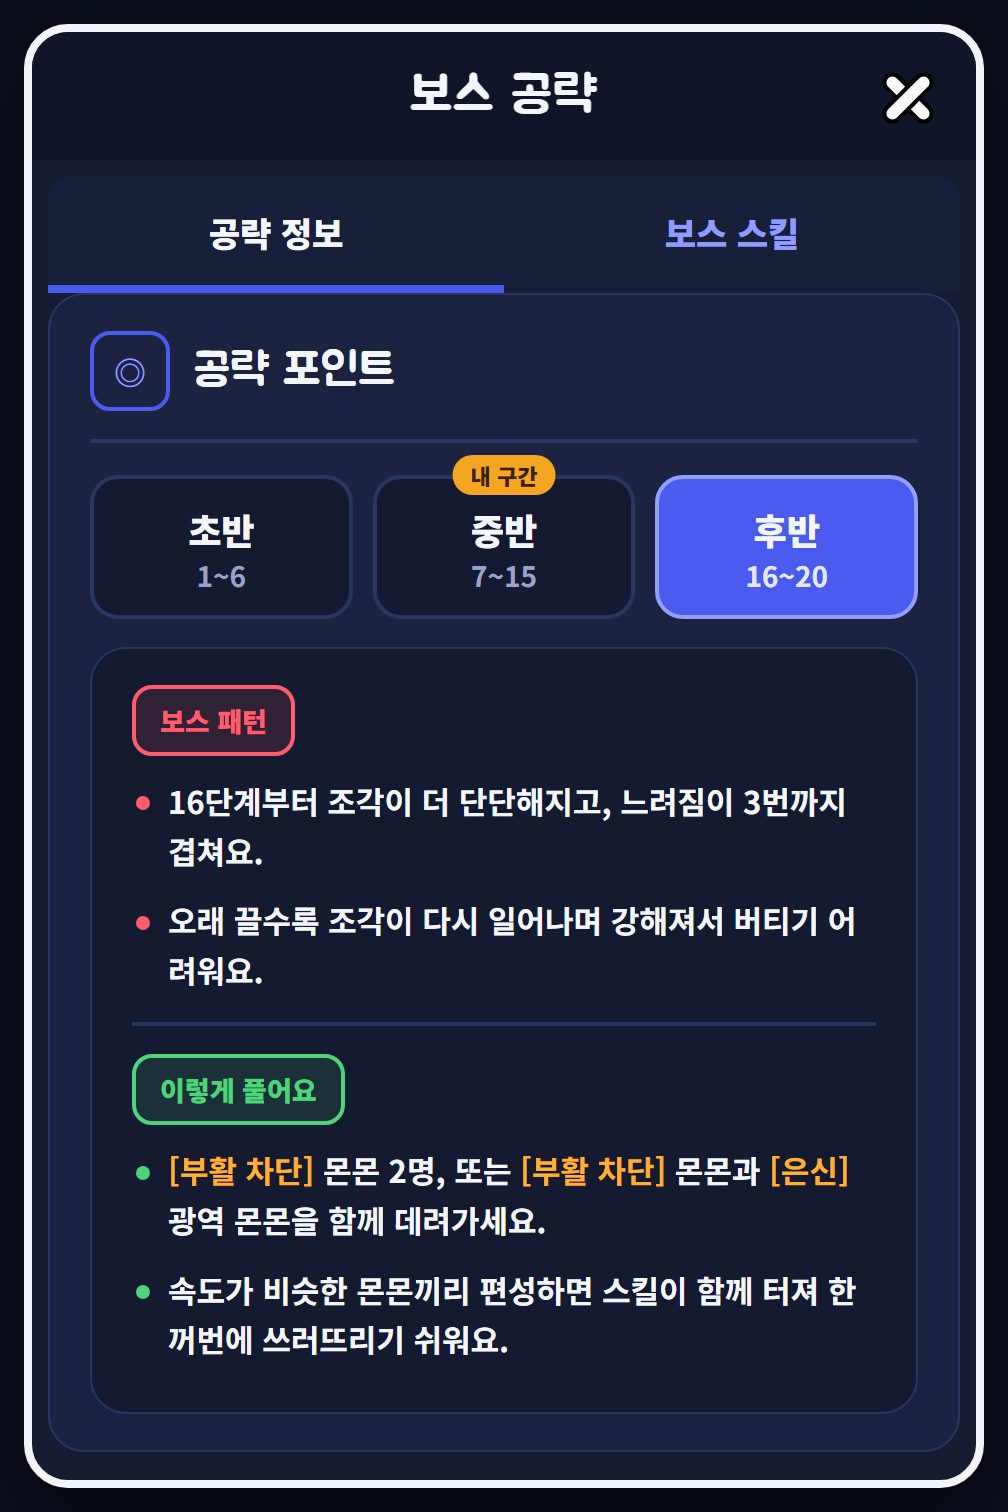 보스 공략
공략 정보
보스 스킬
공략 포인트
내 구간
초반
1~6
중반
7~15
후반
16~20
보스 패턴
16단계부터 조각이 더 단단해지고, 느려짐이 3번까지
겹쳐요.
오래 끌수록 조각이 다시 일어나며 강해져서 버티기 어
려워요.
이렇게 풀어요
[부활 차단] 몬몬 2명, 또는 [부활 차단] 몬몬과 [은신]
광역 몬몬을 함께 데려가세요.
속도가 비슷한 몬몬끼리 편성하면 스킬이 함께 터져 한
꺼번에 쓰러뜨리기 쉬워요.